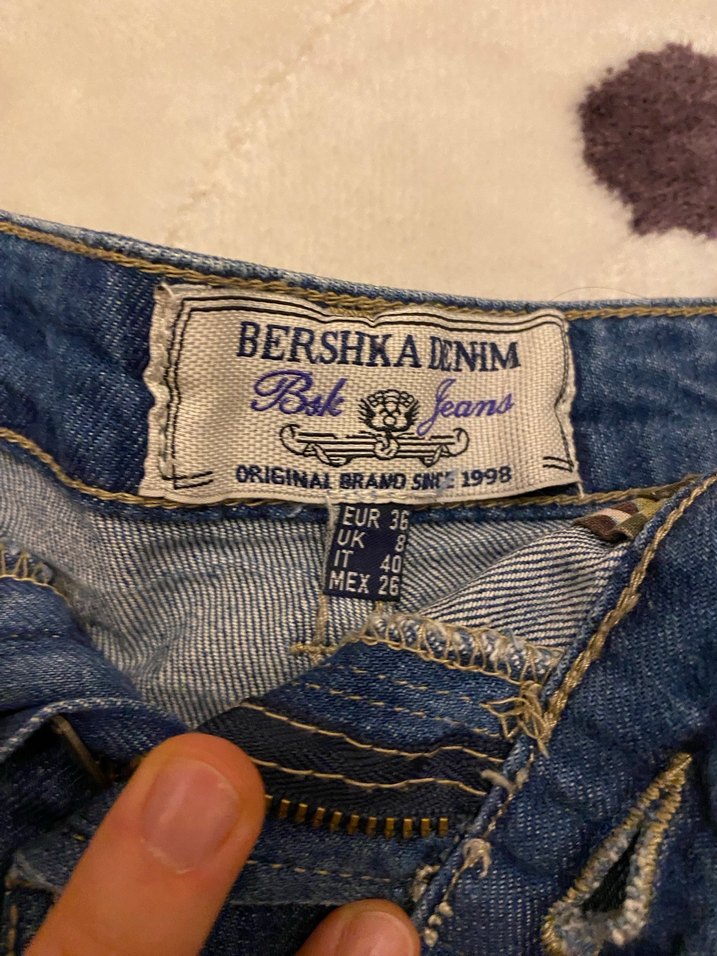 BERSHKA DENIM
Bsk Jeans
ORIGINAL BRAND SINCE 1998
EUR 36
UK 8
IT 40
MEX 26